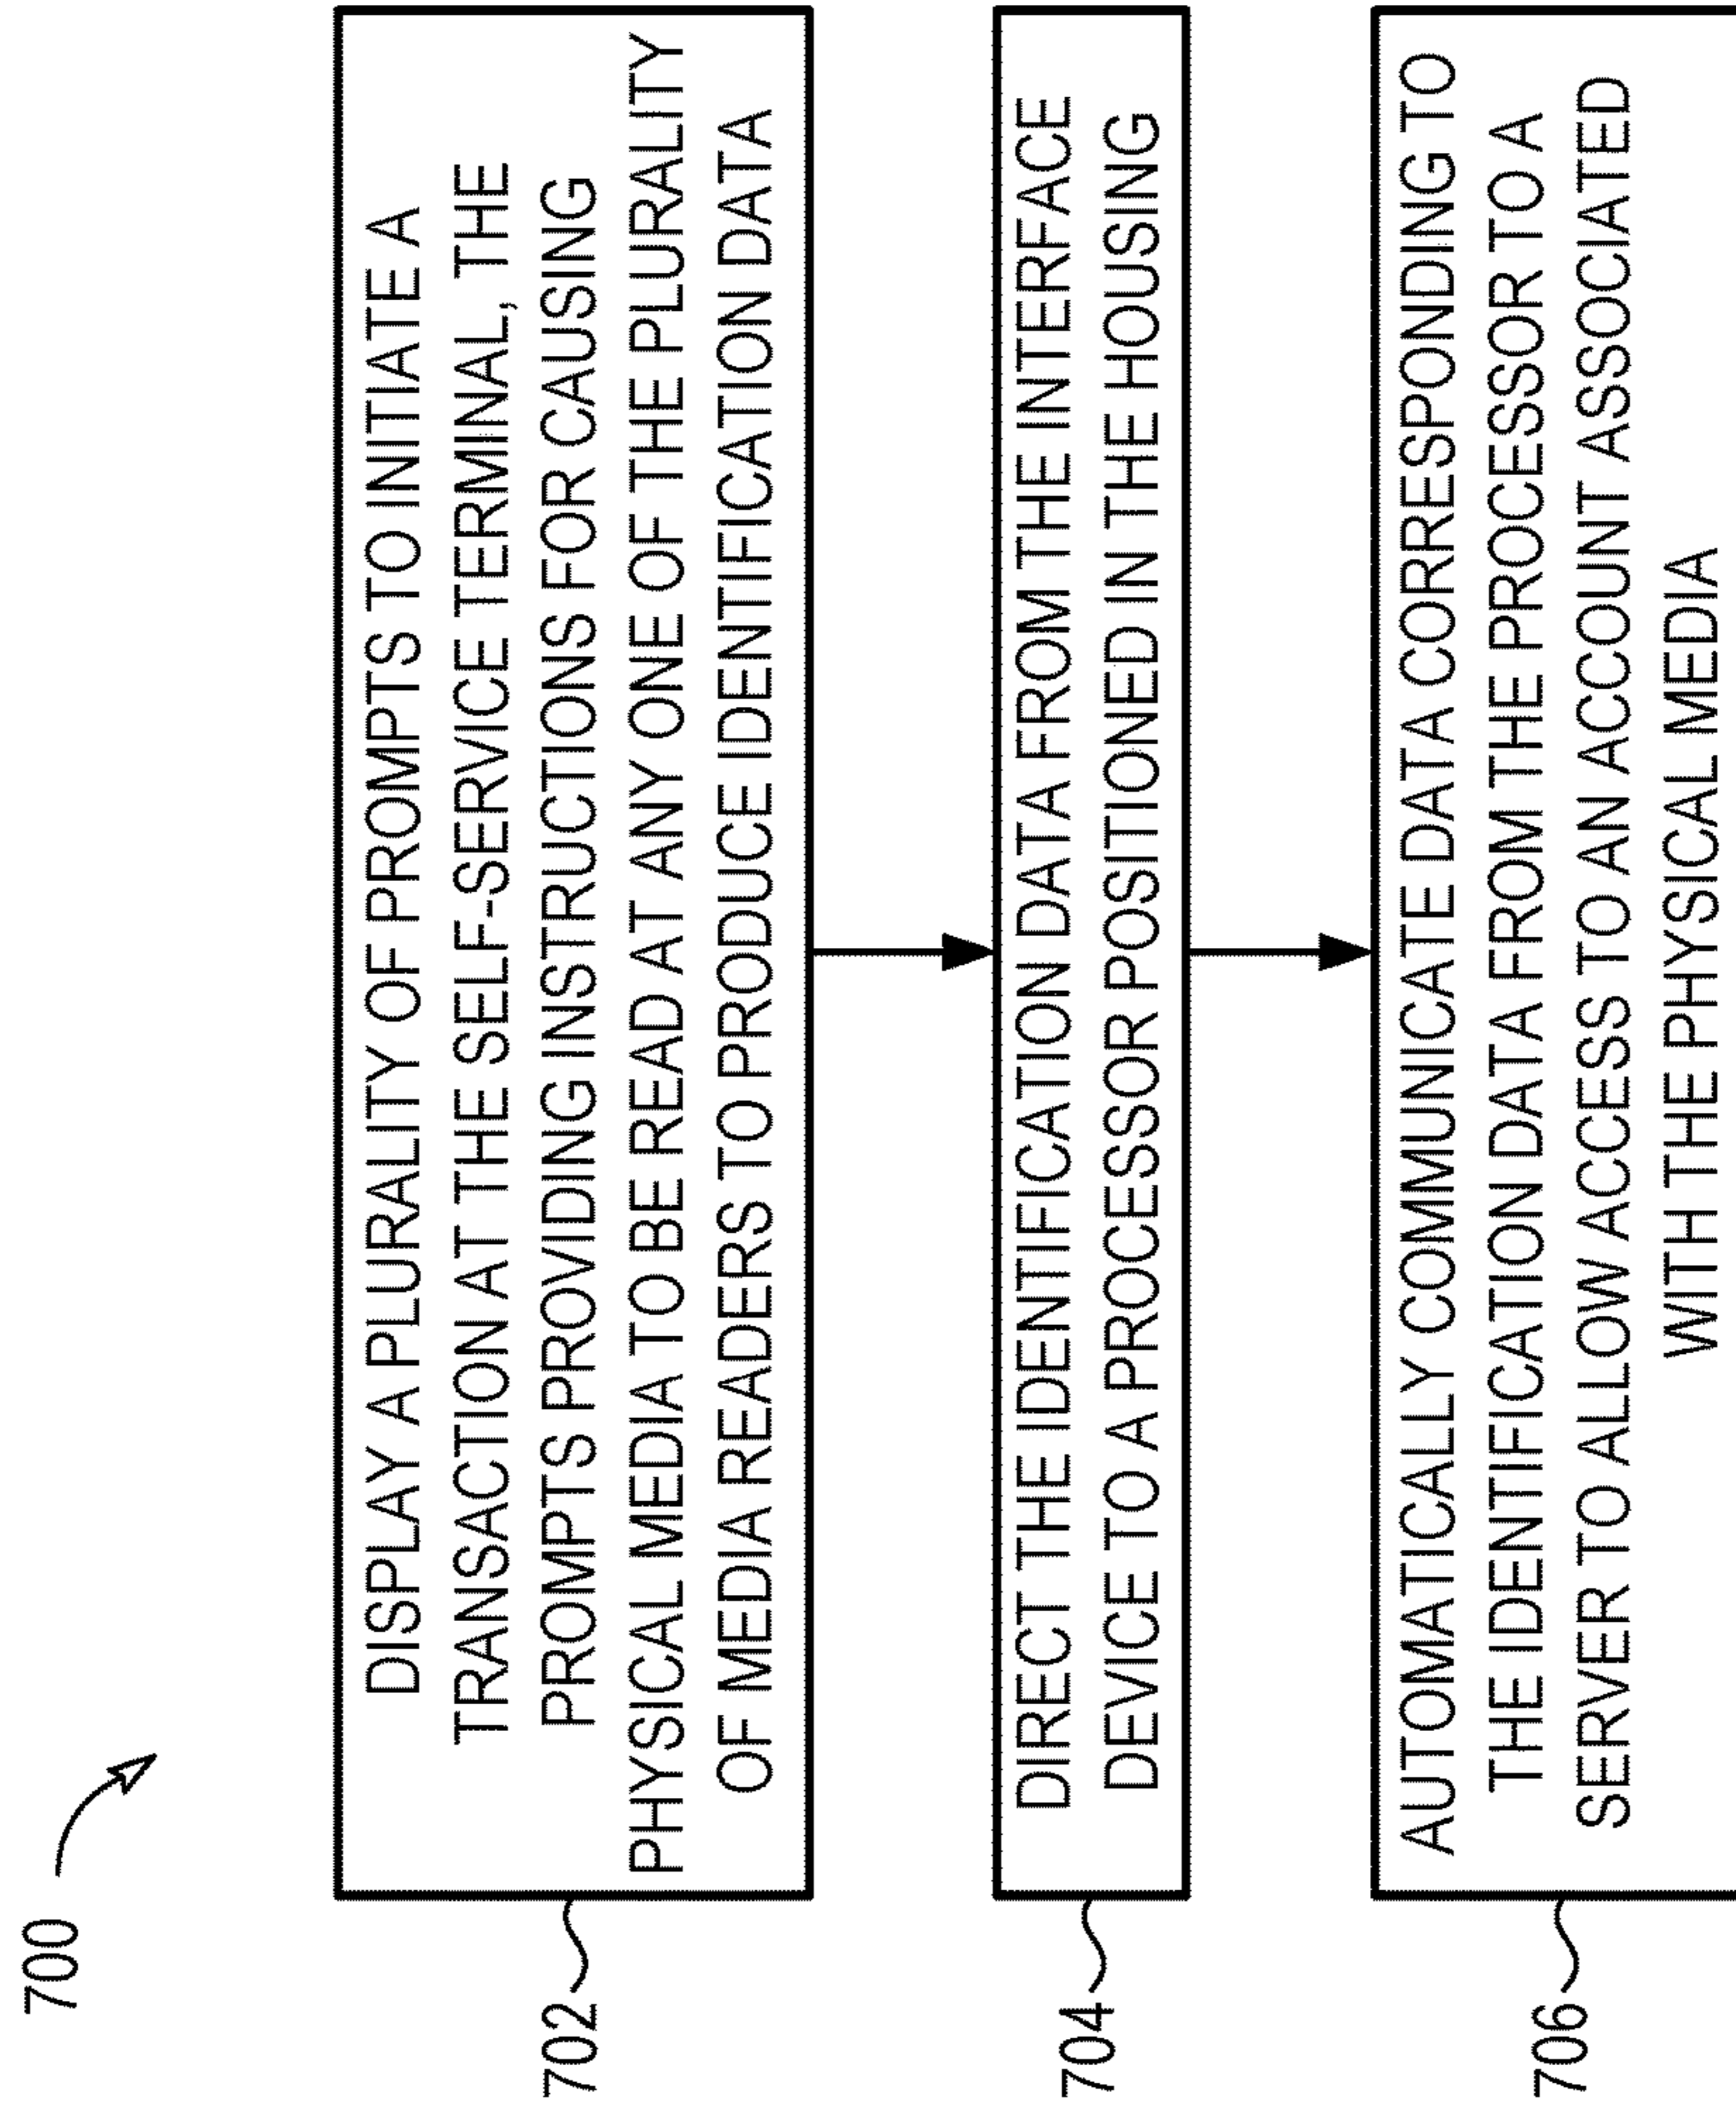 700
702
DISPLAY A PLURALITY OF PROMPTS TO INITIATE A
TRANSACTION AT THE SELF-SERVICE TERMINAL, THE
PROMPTS PROVIDING INSTRUCTIONS FOR CAUSING
PHYSICAL MEDIA TO BE READ AT ANY ONE OF THE PLURALITY
OF MEDIA READERS TO PRODUCE IDENTIFICATION DATA
704
DIRECT THE IDENTIFICATION DATA FROM THE INTERFACE
DEVICE TO A PROCESSOR POSITIONED IN THE HOUSING
706
AUTOMATICALLY COMMUNICATE DATA CORRESPONDING TO
THE IDENTIFICATION DATA FROM THE PROCESSOR TO A
SERVER TO ALLOW ACCESS TO AN ACCOUNT ASSOCIATED
WITH THE PHYSICAL MEDIA